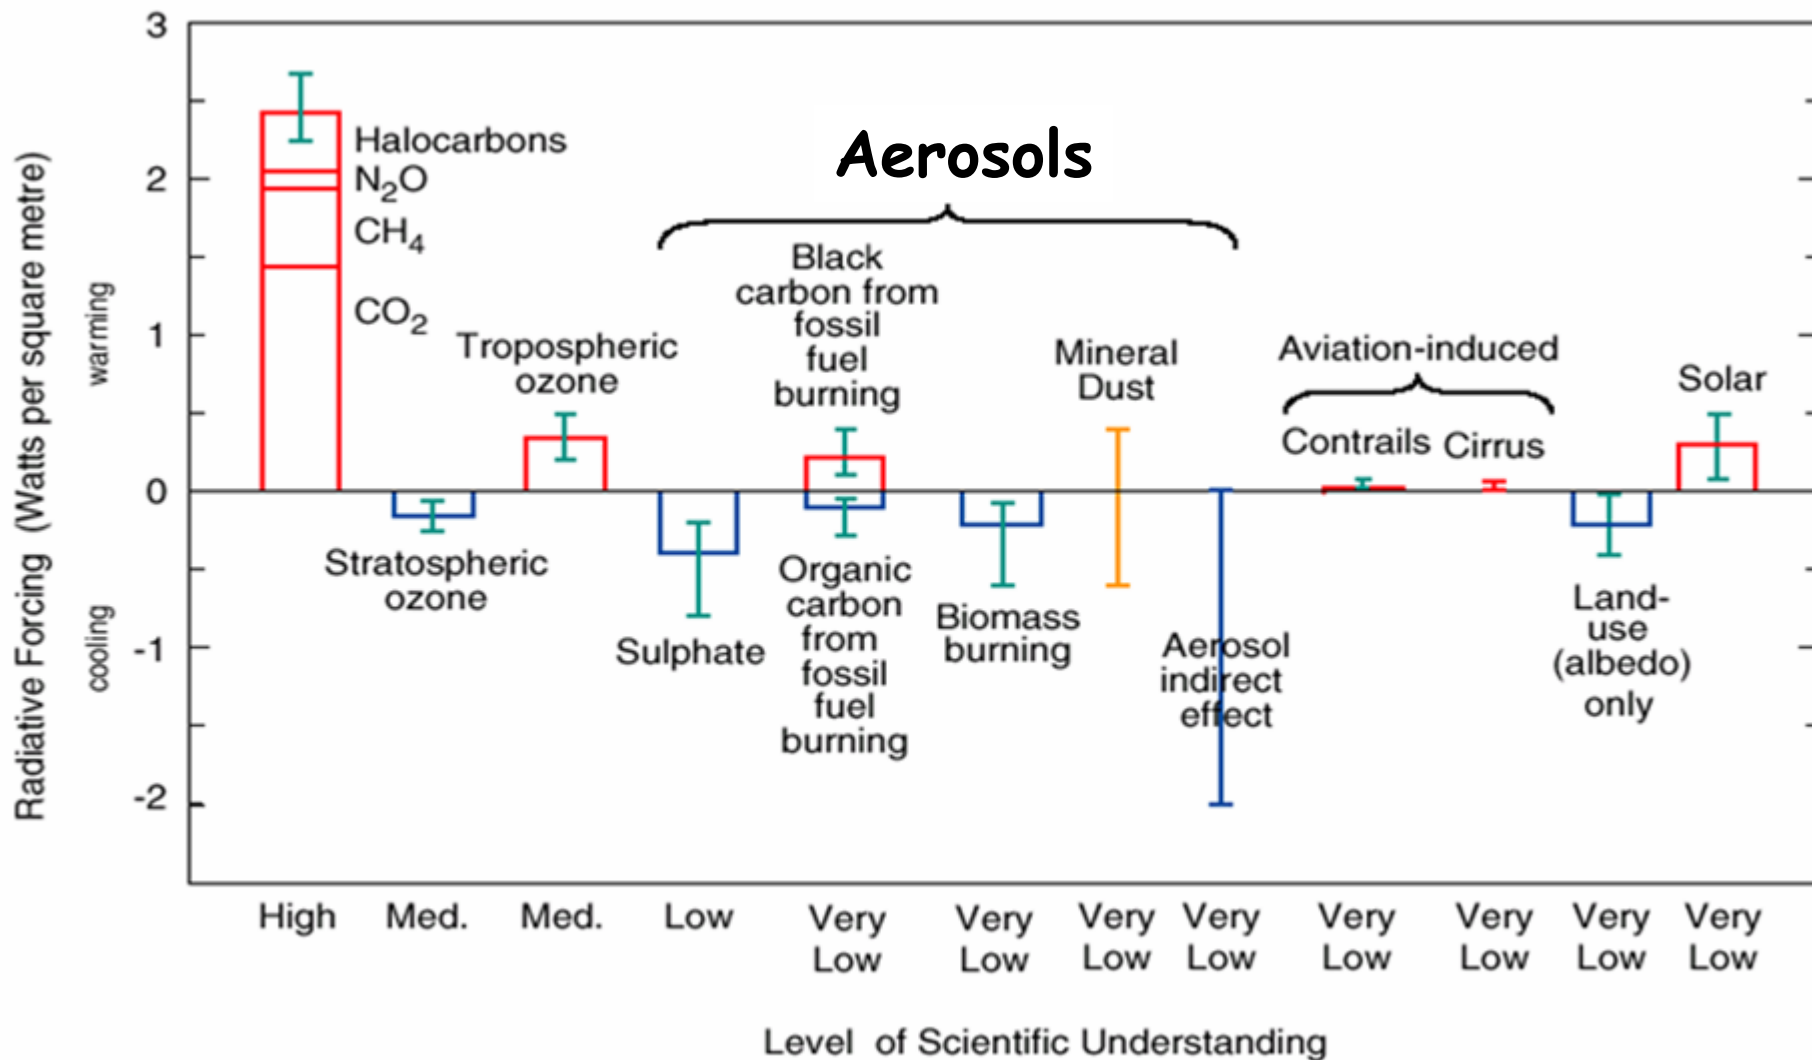 Radiative Forcing (Watts per square metre)
warming
cooling
3
2
1
0
-1
-2
Halocarbons
N₂O
CH₄
CO₂
Stratospheric
ozone
Tropospheric
ozone
Aerosols
Sulphate
Black
carbon from
fossil
fuel
burning
Organic
carbon
from
fossil
fuel
burning
Biomass
burning
Mineral
Dust
Aerosol
indirect
effect
Aviation-induced
Contrails
Cirrus
Land-
use
(albedo)
only
Solar
High
Med.
Med.
Low
Very
Low
Very
Low
Very
Low
Very
Low
Very
Low
Very
Low
Very
Low
Very
Low
Level of Scientific Understanding